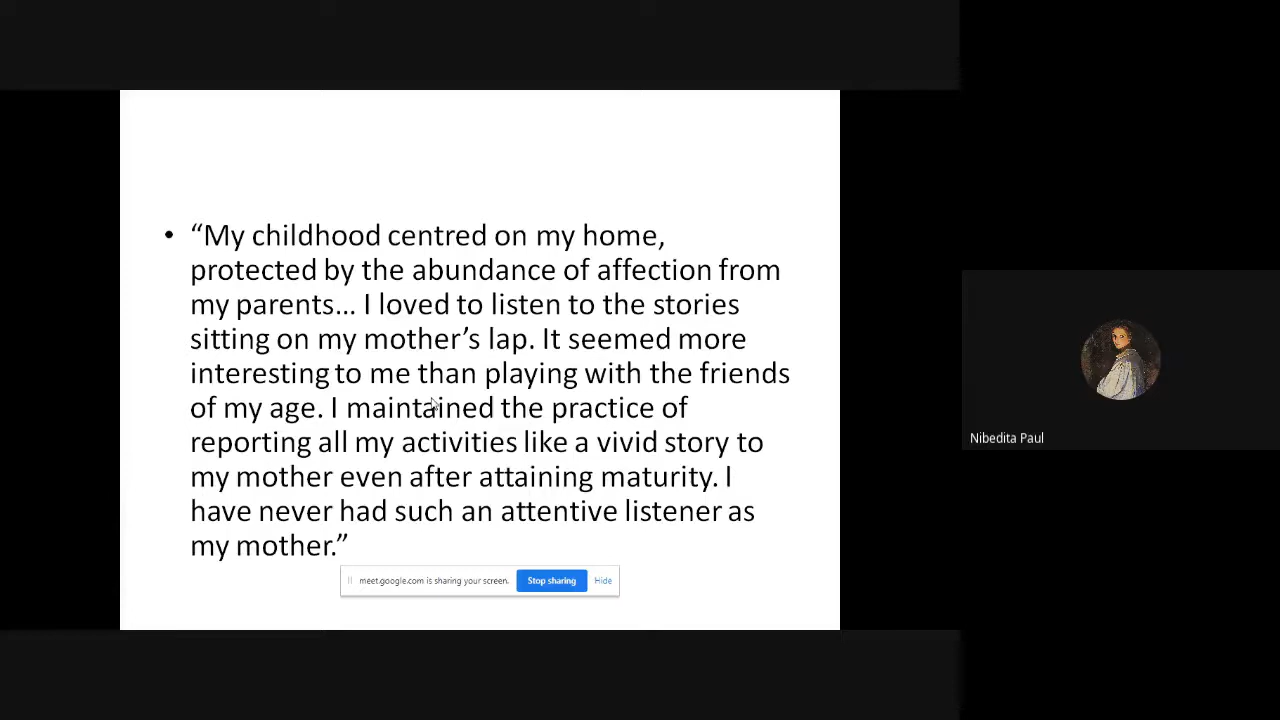 • “My childhood centred on my home,
protected by the abundance of affection from
my parents... I loved to listen to the stories
sitting on my mother’s lap. It seemed more
interesting to me than playing with the friends
of my age. I maintained the practice of
reporting all my activities like a vivid story to
my mother even after attaining maturity. I
have never had such an attentive listener as
my mother.”
meet.google.com is sharing your screen. Stop sharing Hide
Nibedita Paul